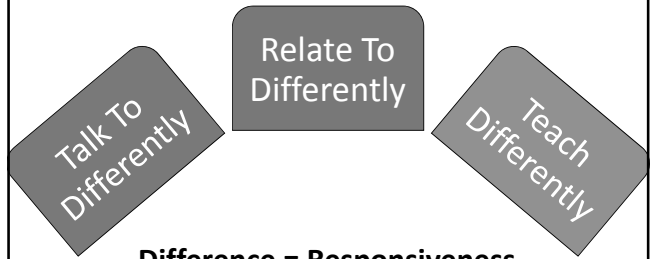 Talk To
Differently
Relate To
Differently
Teach
Differently
Difference = Responsiveness